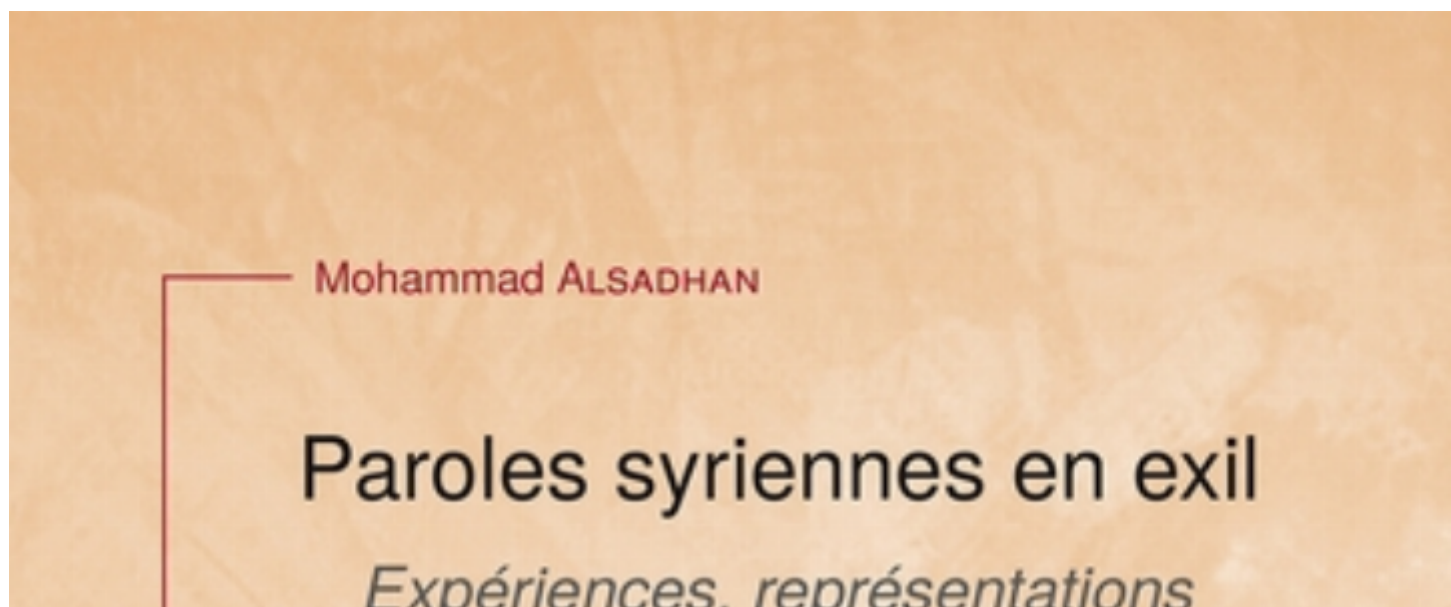 Mohammad ALSADHAN
Paroles syriennes en exil
Expériences, représentations